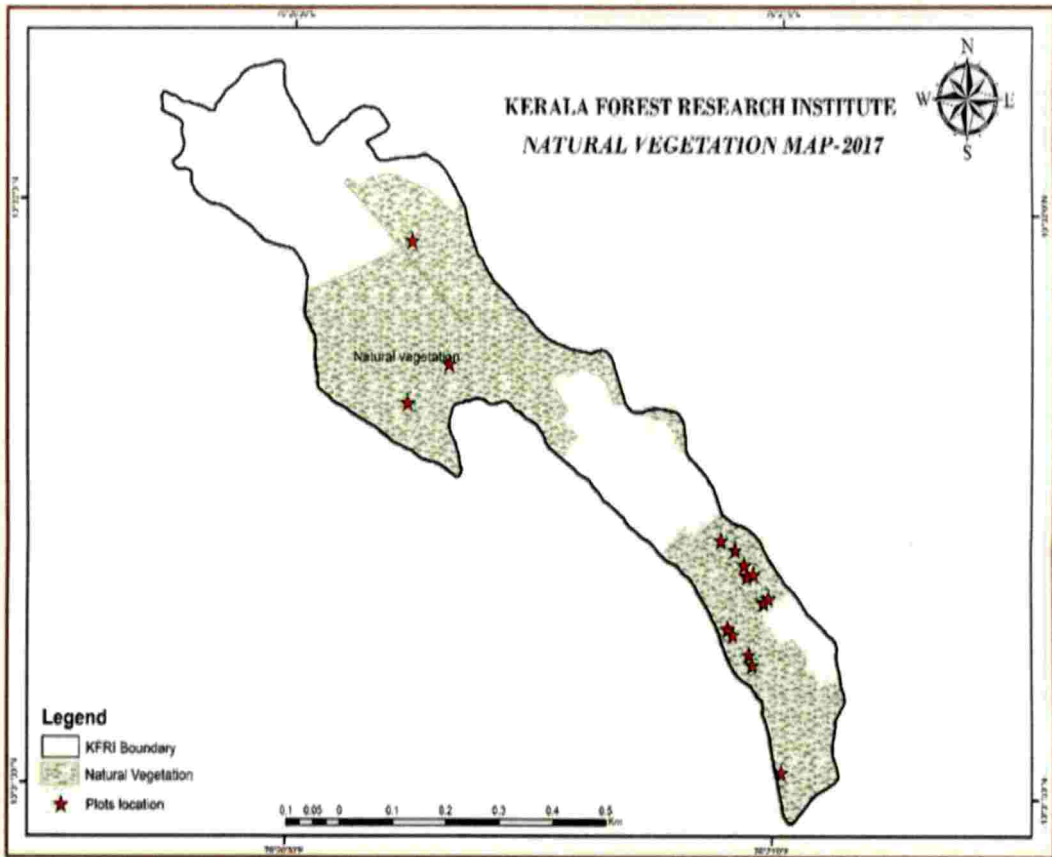 N
W E
S
KERALA FOREST RESEARCH INSTITUTE
NATURAL VEGETATION MAP-2017
Natural vegetation
Legend
KFRI Boundary
Natural Vegetation
Plots location
0.1 0.05 0 0.1 0.2 0.3 0.4 0.5
Km